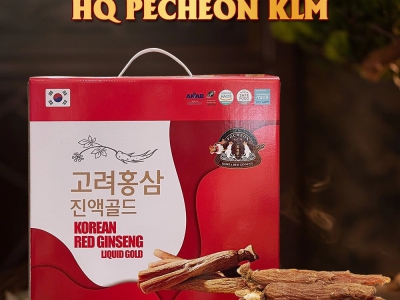 HQ PECHEON KLM
고려홍삼
진액골드
KOREAN
RED GINSENG
LIQUID GOLD